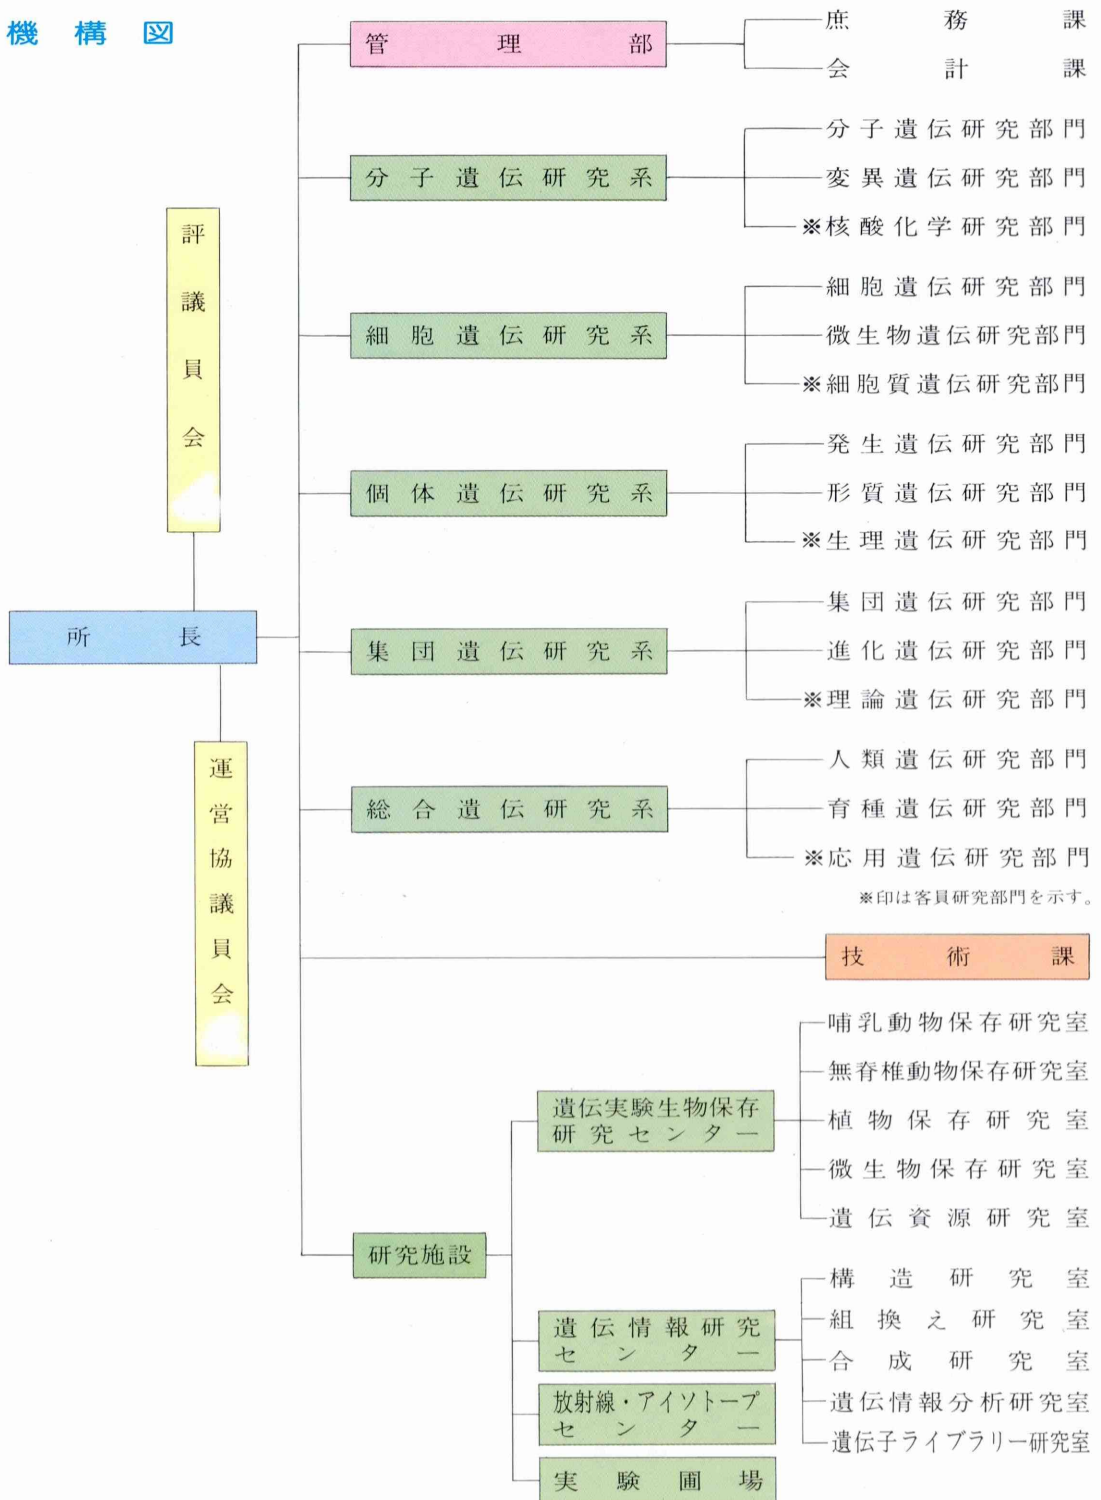 機構図
評議員会
所長
運営協議員会
管理部
庶務課
会計課
分子遺伝研究系
分子遺伝研究部門
変異遺伝研究部門
※核酸化学研究部門
細胞遺伝研究系
細胞遺伝研究部門
微生物遺伝研究部門
※細胞質遺伝研究部門
個体遺伝研究系
発生遺伝研究部門
形質遺伝研究部門
※生理遺伝研究部門
集団遺伝研究系
集団遺伝研究部門
進化遺伝研究部門
※理論遺伝研究部門
総合遺伝研究系
人類遺伝研究部門
育種遺伝研究部門
※応用遺伝研究部門
※印は客員研究部門を示す。
技術課
研究施設
遺伝実験生物保存
研究センター
哺乳動物保存研究室
無脊椎動物保存研究室
植物保存研究室
微生物保存研究室
遺伝資源研究室
遺伝情報研究
センター
構造研究室
組換え研究室
合成研究室
遺伝情報分析研究室
遺伝子ライブラリー研究室
放射線・アイソトープ
センター
実験圃場